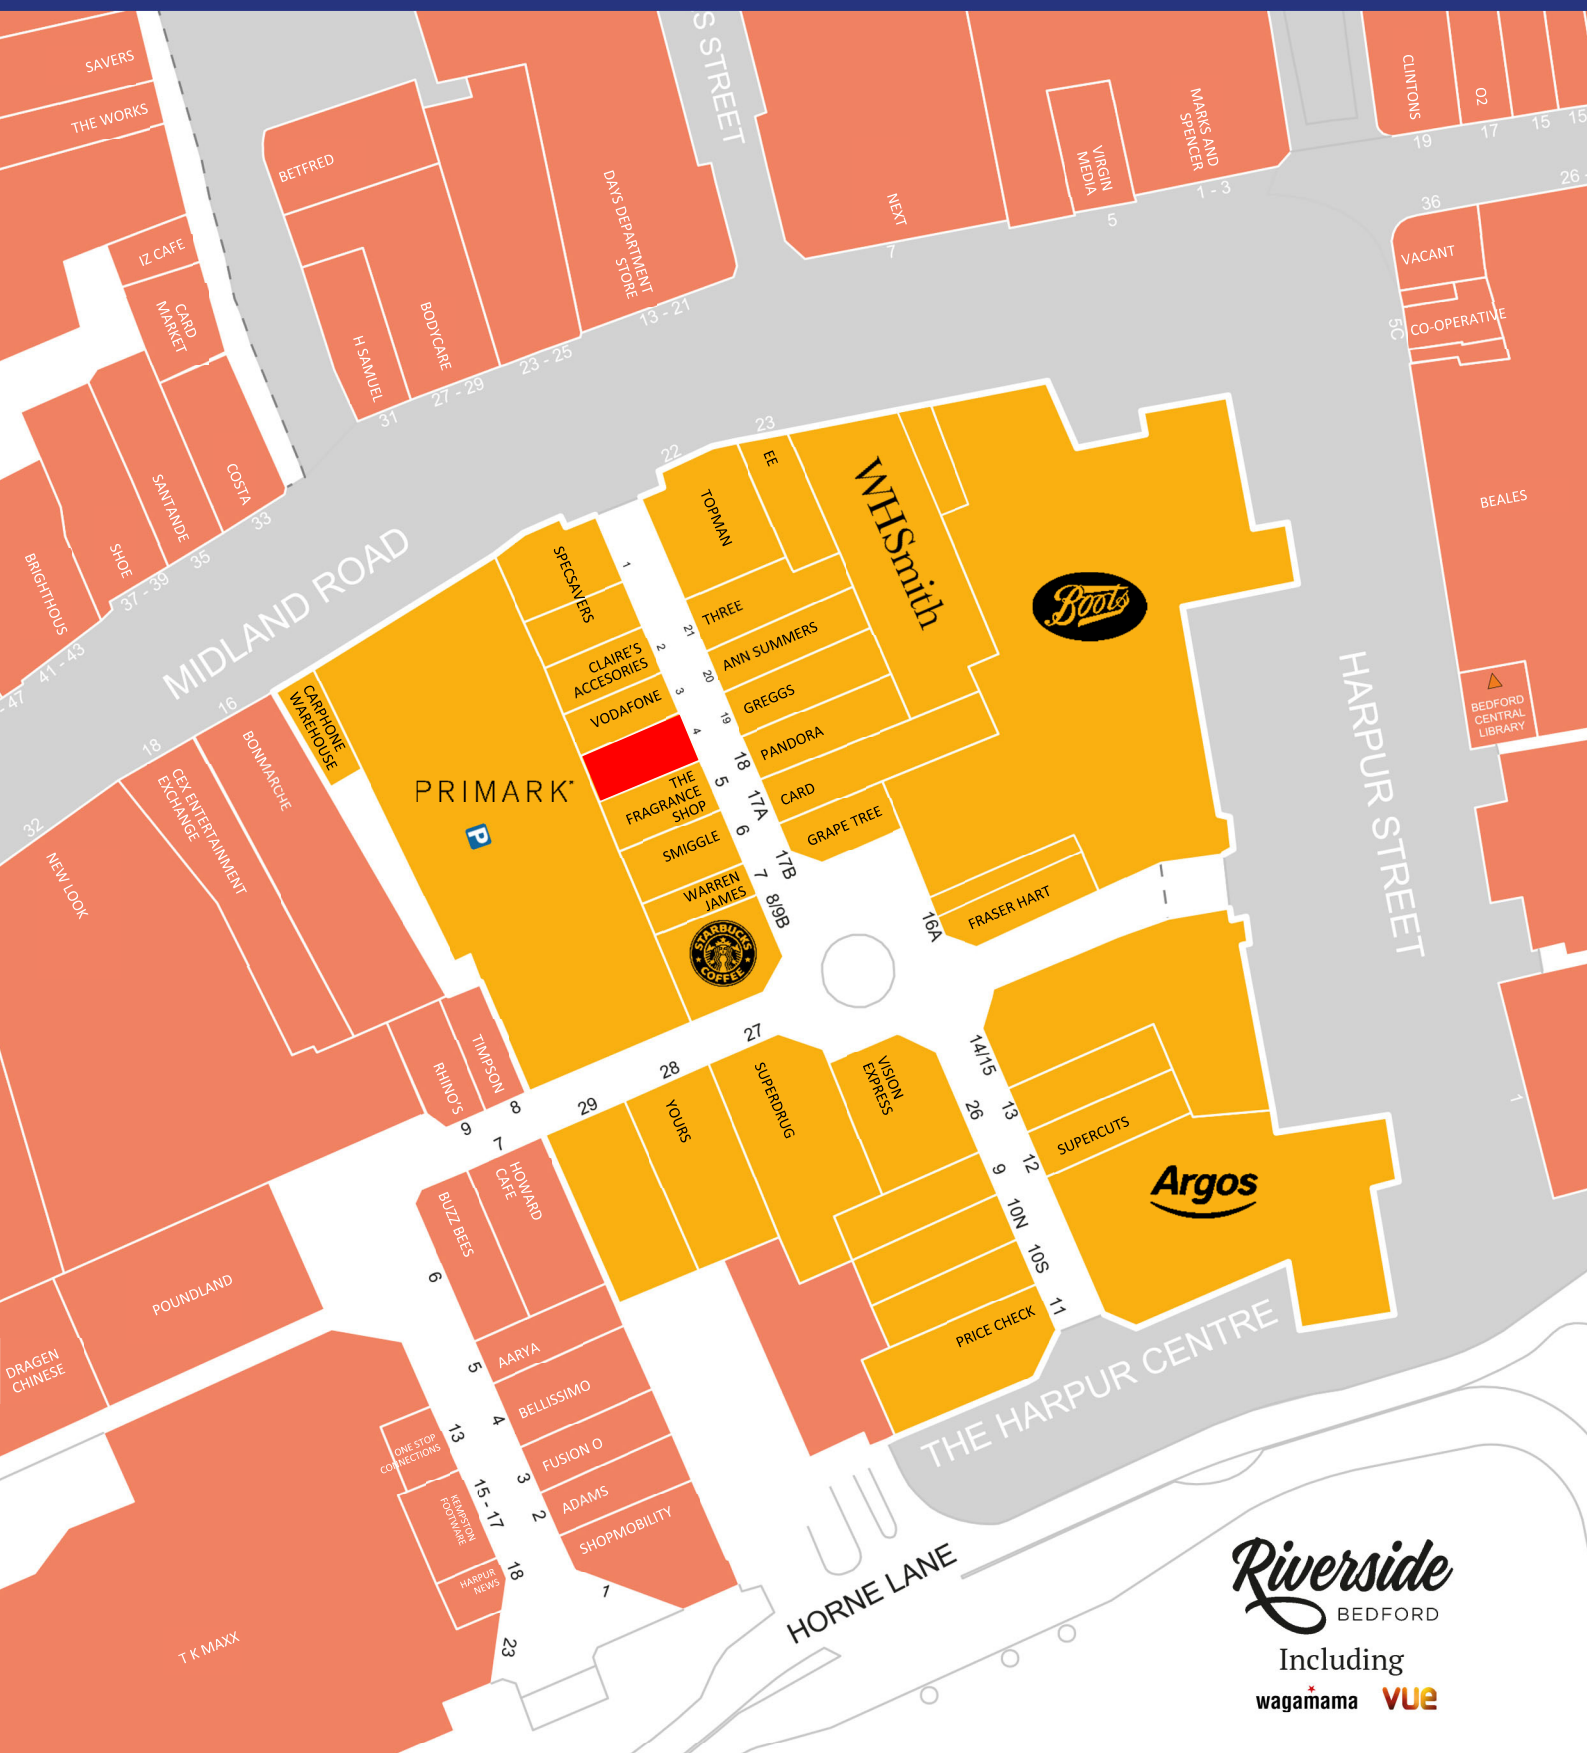 SAVERS
THE WORKS
BETFRED
IZ CAFE
CARD
MARKET
H SAMUEL
BODYCARE
DAYS DEPARTMENT
STORE
S STREET
NEXT
VIRGIN
MEDIA
MARKS AND
SPENCER
CLINTONS
O2
19
17
15
15
7
5
1 - 3
36
26 -
13 - 21
23 - 25
27 - 29
31
VACANT
5C
CO-OPERATIVE
BEALES
BEDFORD
CENTRAL
LIBRARY
COSTA
SANTANDE
SHOE
BRIGHTHOUS
33
35
37 - 39
41 - 43
- 47
MIDLAND ROAD
22
23
TOPMAN
EE
WHSmith
Boots
SPECSAVERS
CLAIRE'S
ACCESORIES
VODAFONE
THE
FRAGRANCE
SHOP
SMIGGLE
WARREN
JAMES
STARBUCKS
COFFEE
1
2
3
4
5
6
7
8/9B
21
20
19
18
17A
17B
16A
THREE
ANN SUMMERS
GREGGS
PANDORA
CARD
GRAPE TREE
FRASER HART
HARPUR STREET
CARPHONE
WAREHOUSE
PRIMARK
P
16
18
32
BONMARCHE
CEX ENTERTAINMENT
EXCHANGE
NEW LOOK
RHINO'S
TIMPSON
9
8
7
29
28
27
YOURS
SUPERDRUG
VISION
EXPRESS
14/15
26
13
12
9
10N
10S
11
SUPERCUTS
Argos
PRICE CHECK
1
THE HARPUR CENTRE
POUNDLAND
DRAGEN
CHINESE
BUZZ BEES
HOWARD
CAFE
AARYA
BELLISSIMO
FUSION O
ADAMS
SHOPMOBILITY
6
5
4
3
2
1
13
15 - 17
18
23
ONE STOP
CONNECTIONS
KEMPSTON
FOOTWARE
HARPUR
NEWS
T K MAXX
HORNE LANE
Riverside
BEDFORD
Including
wagamama
vue